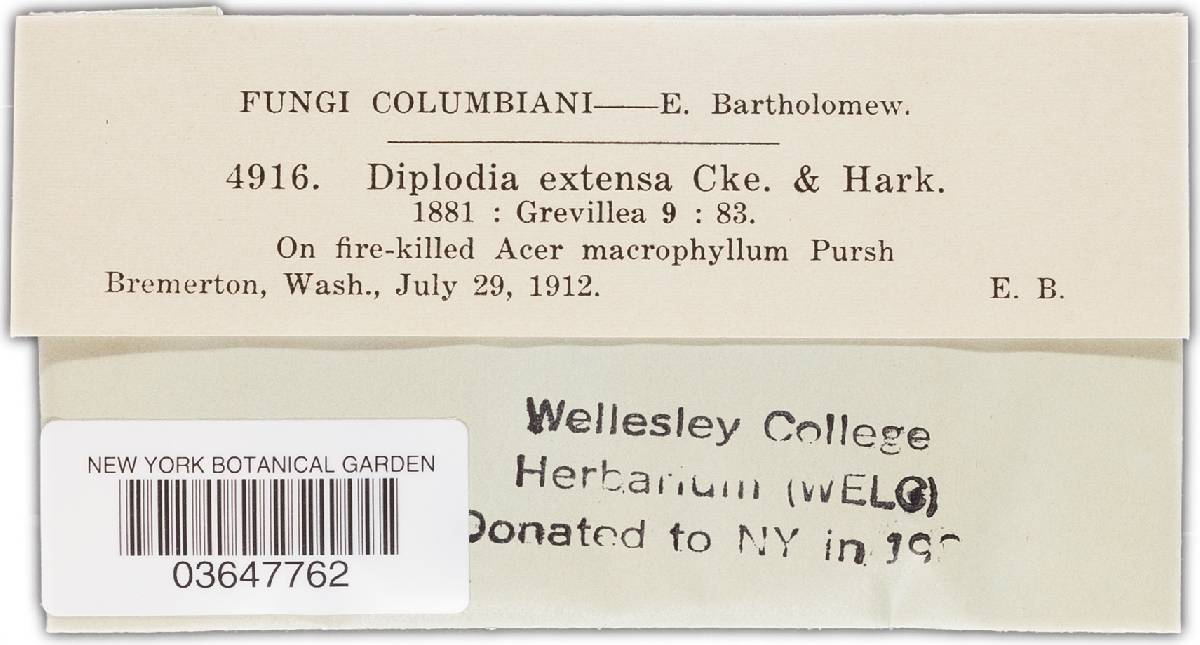 FUNGI COLUMBIANI——E. Bartholomew.
4916. Diplodia extensa Cke. & Hark.
1881 : Grevillea 9 : 83.
On fire-killed Acer macrophyllum Pursh
Bremerton, Wash., July 29, 1912. E. B.
Wellesley College
Herbarium (WELC)
Donated to NY in
NEW YORK BOTANICAL GARDEN
03647762